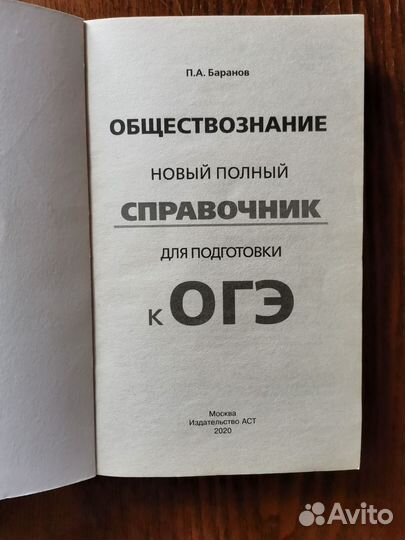 П.А. Баранов
ОБЩЕСТВОЗНАНИЕ
НОВЫЙ ПОЛНЫЙ
СПРАВОЧНИК
ДЛЯ ПОДГОТОВКИ
К ОГЭ
Москва
Издательство АСТ
2020
Avito